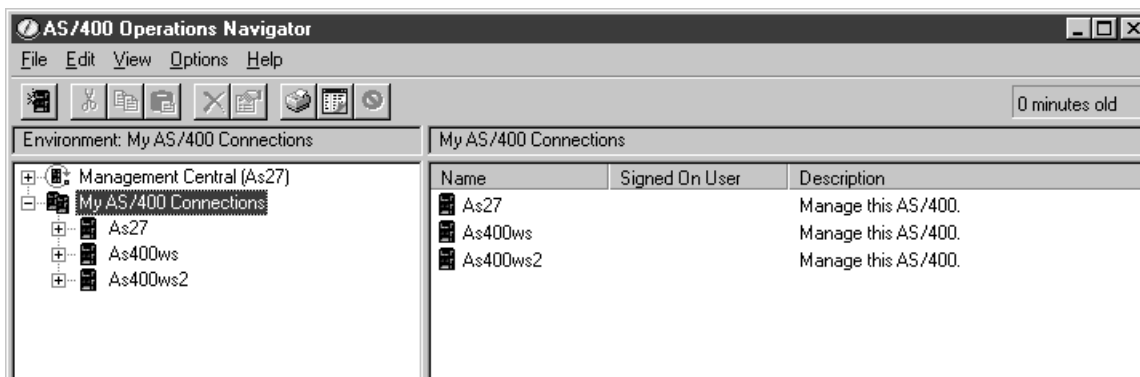 AS/400 Operations Navigator
File Edit View Options Help
0 minutes old
Environment: My AS/400 Connections
My AS/400 Connections
Management Central (As27)
My AS/400 Connections
As27
As400ws
As400ws2
Name Signed On User Description
As27 Manage this AS/400.
As400ws Manage this AS/400.
As400ws2 Manage this AS/400.